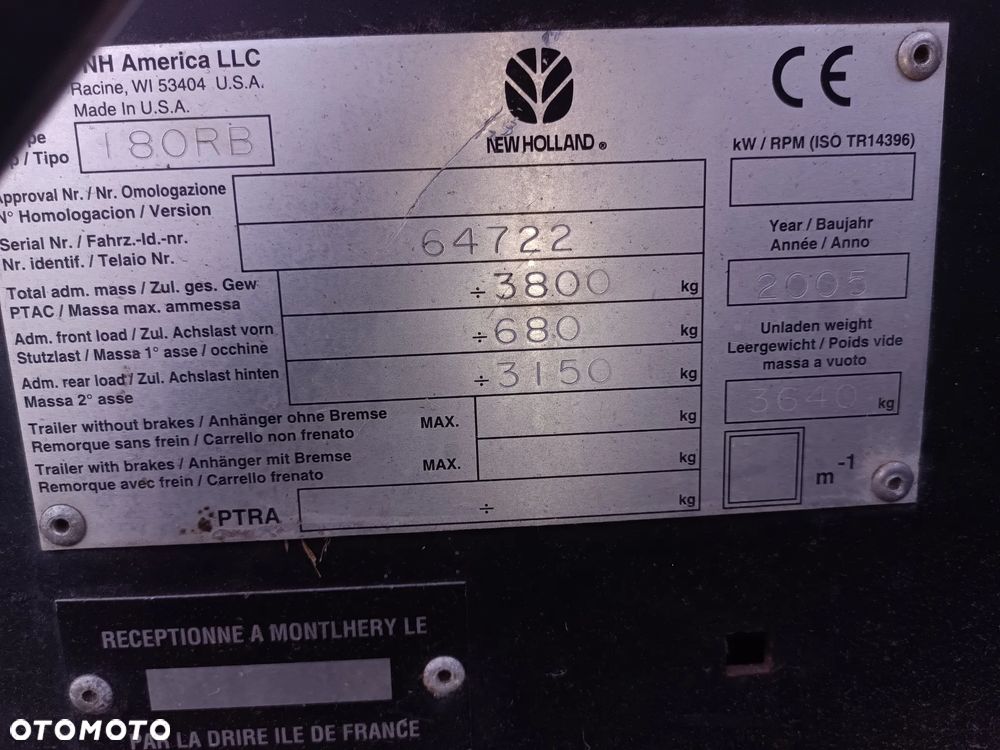 NH America LLC
Racine, WI 53404 U.S.A.
Made In U.S.A.
pe
p / Tipo
180RB
NEW HOLLAND ®
CE
kW / RPM (ISO TR14396)
Approval Nr. / Nr. Omologazione
N° Homologacion / Version
Serial Nr. / Fahrz.-Id.-nr.
Nr. identif. / Telaio Nr.
64722
Year / Baujahr
Année / Anno
2005
Total adm. mass / Zul. ges. Gew
PTAC / Massa max. ammessa
÷ 3800 kg
Adm. front load / Zul. Achslast vorn
Stutzlast / Massa 1° asse / occhine
÷ 680 kg
Unladen weight
Leergewicht / Poids vide
massa a vuoto
3640 kg
Adm. rear load / Zul. Achslast hinten
Massa 2° asse
÷ 3150 kg
Trailer without brakes / Anhänger ohne Bremse
Remorque sans frein / Carrello non frenato
MAX. kg
Trailer with brakes / Anhänger mit Bremse
Remorque avec frein / Carrello frenato
MAX. kg
m-1
PTRA ÷ kg
RECEPTIONNE A MONTLHERY LE
PAR LA DRIRE ILE DE FRANCE
OTOMOTO